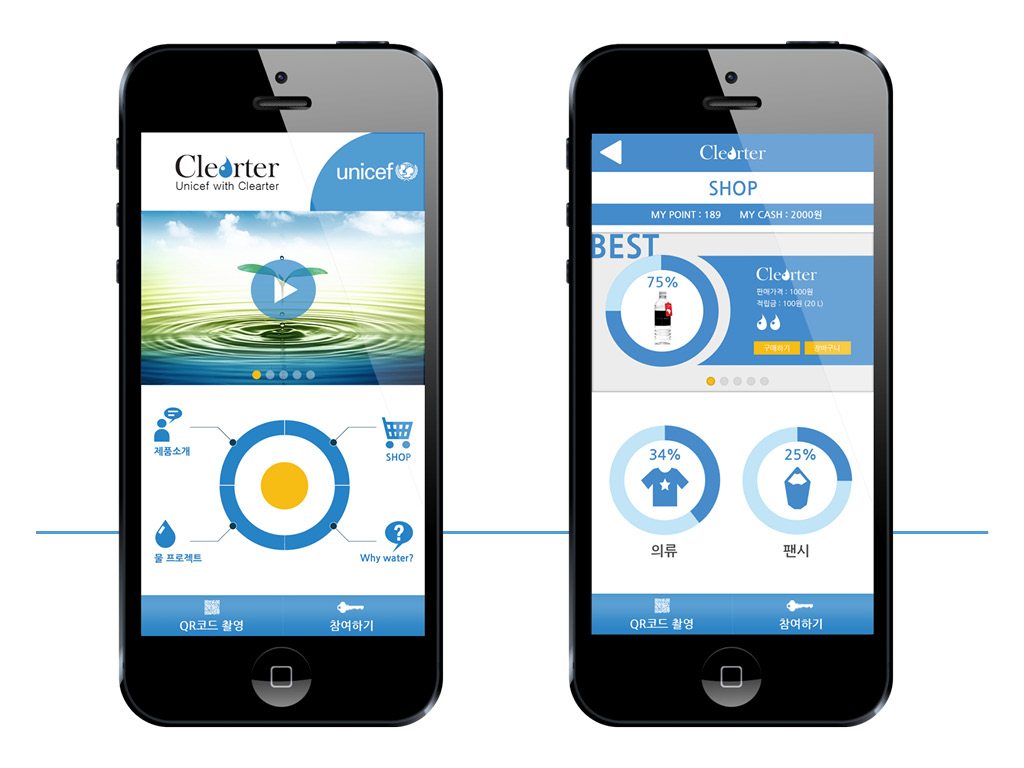 Clearter
Unicef with Clearter
unicef
제품소개
SHOP
물 프로젝트
Why water?
QR코드 촬영
참여하기
Clearter
SHOP
MY POINT : 189 MY CASH : 2000원
BEST
75%
Clearter
판매가격 : 1000원
적립금 : 100원 (20 L)
구매하기 장바구니
34%
25%
의류
팬시
QR코드 촬영
참여하기